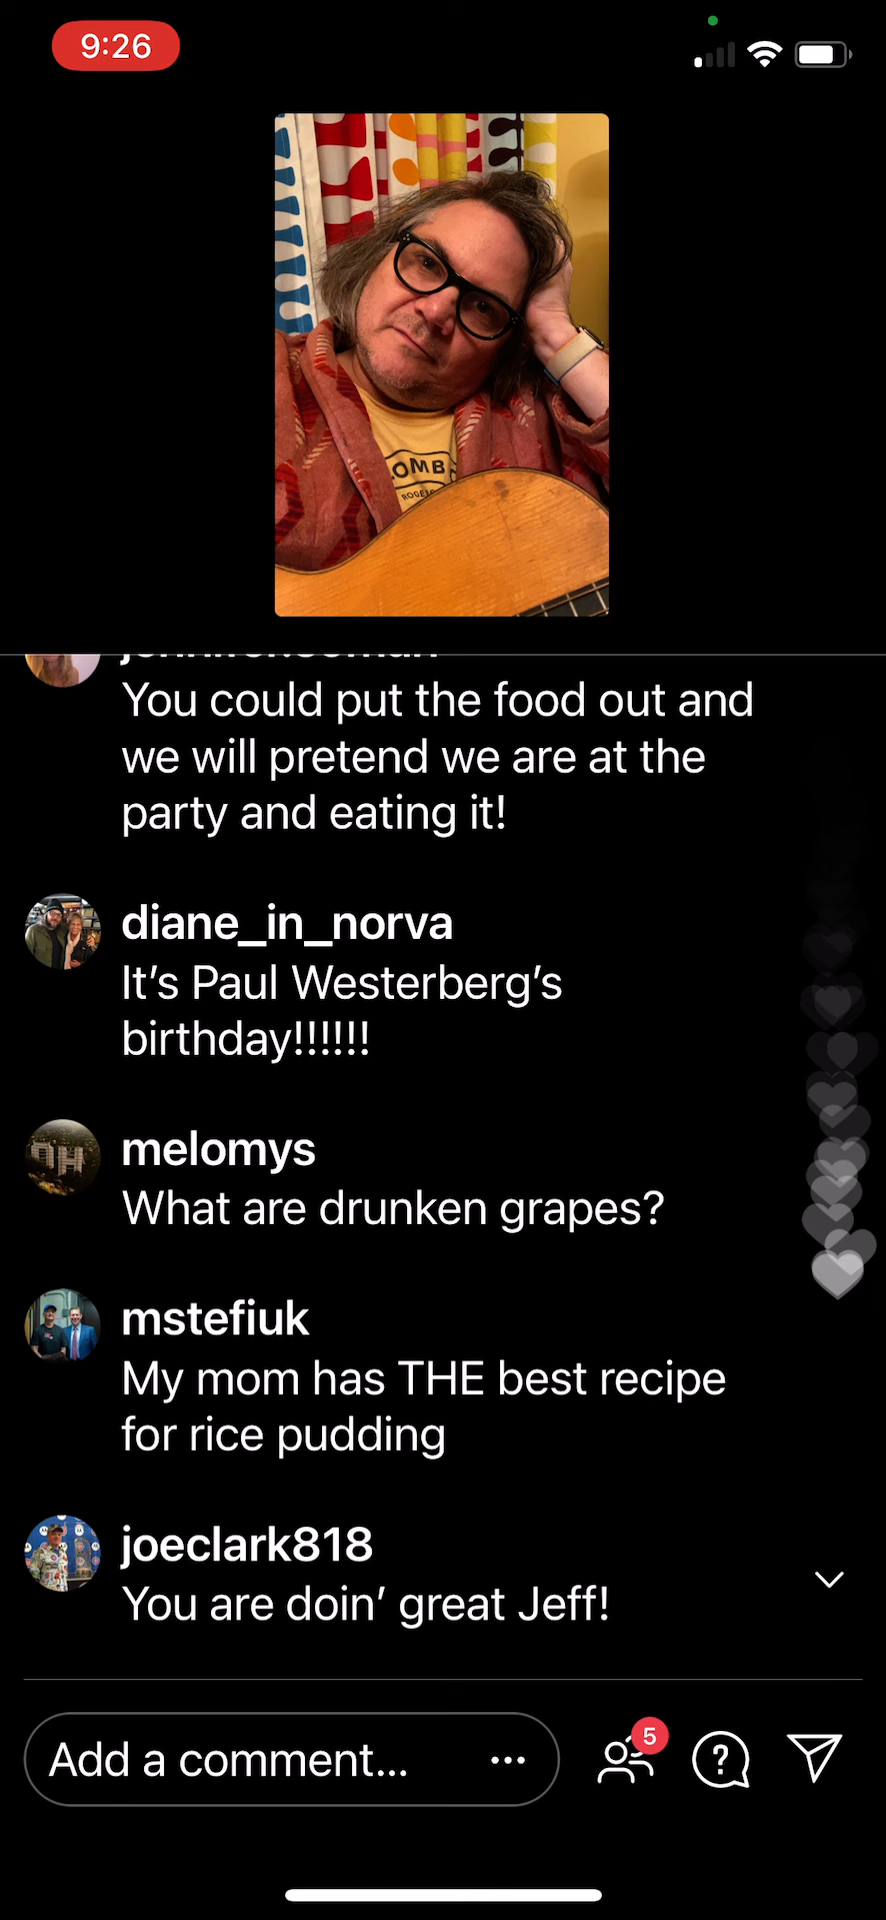 9:26
OMB
You could put the food out and
we will pretend we are at the
party and eating it!
diane_in_norva
It’s Paul Westerberg’s
birthday!!!!!!
OH
melomys
What are drunken grapes?
mstefiuk
My mom has THE best recipe
for rice pudding
joeclark818
You are doin’ great Jeff!
Add a comment...
5